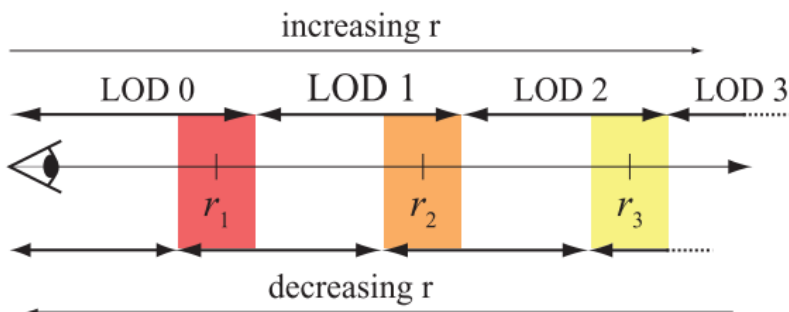 increasing r
LOD 0 LOD 1 LOD 2 LOD 3
r₁ r₂ r₃
decreasing r